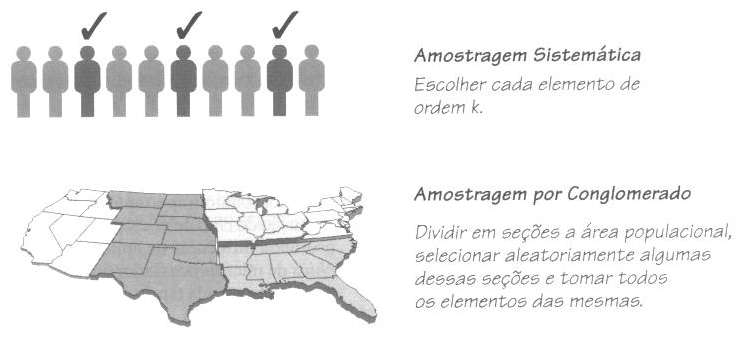 Amostragem Sistemática
Escolher cada elemento de
ordem k.
Amostragem por Conglomerado
Dividir em seções a área populacional,
selecionar aleatoriamente algumas
dessas seções e tomar todos
os elementos das mesmas.